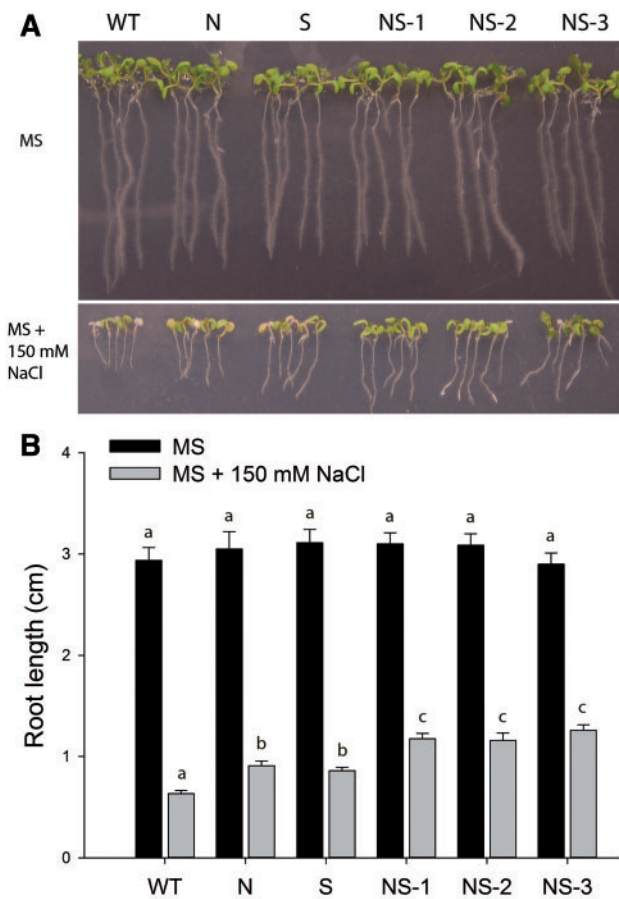 A
WT N S NS-1 NS-2 NS-3
MS
MS +
150 mM
NaCl
B
MS
MS + 150 mM NaCl
Root length (cm)
4
3
2
1
0
a a a a a a
a b b c c c
WT N S NS-1 NS-2 NS-3